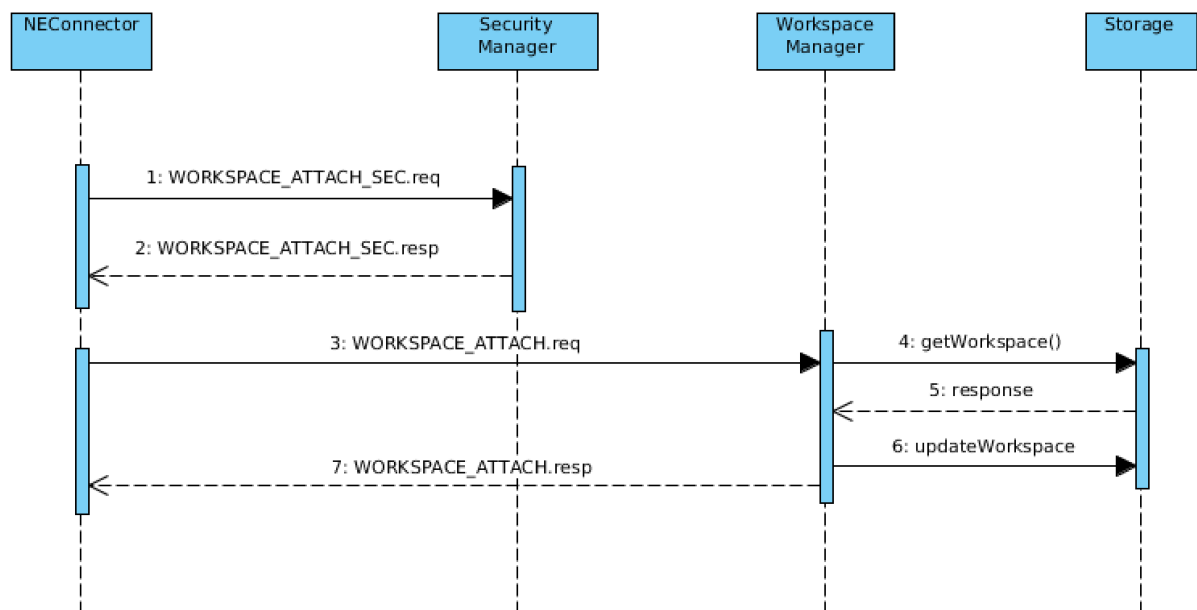 NEConnector
Security
Manager
Workspace
Manager
Storage
1: WORKSPACE_ATTACH_SEC.req
2: WORKSPACE_ATTACH_SEC.resp
3: WORKSPACE_ATTACH.req
4: getWorkspace()
5: response
6: updateWorkspace
7: WORKSPACE_ATTACH.resp